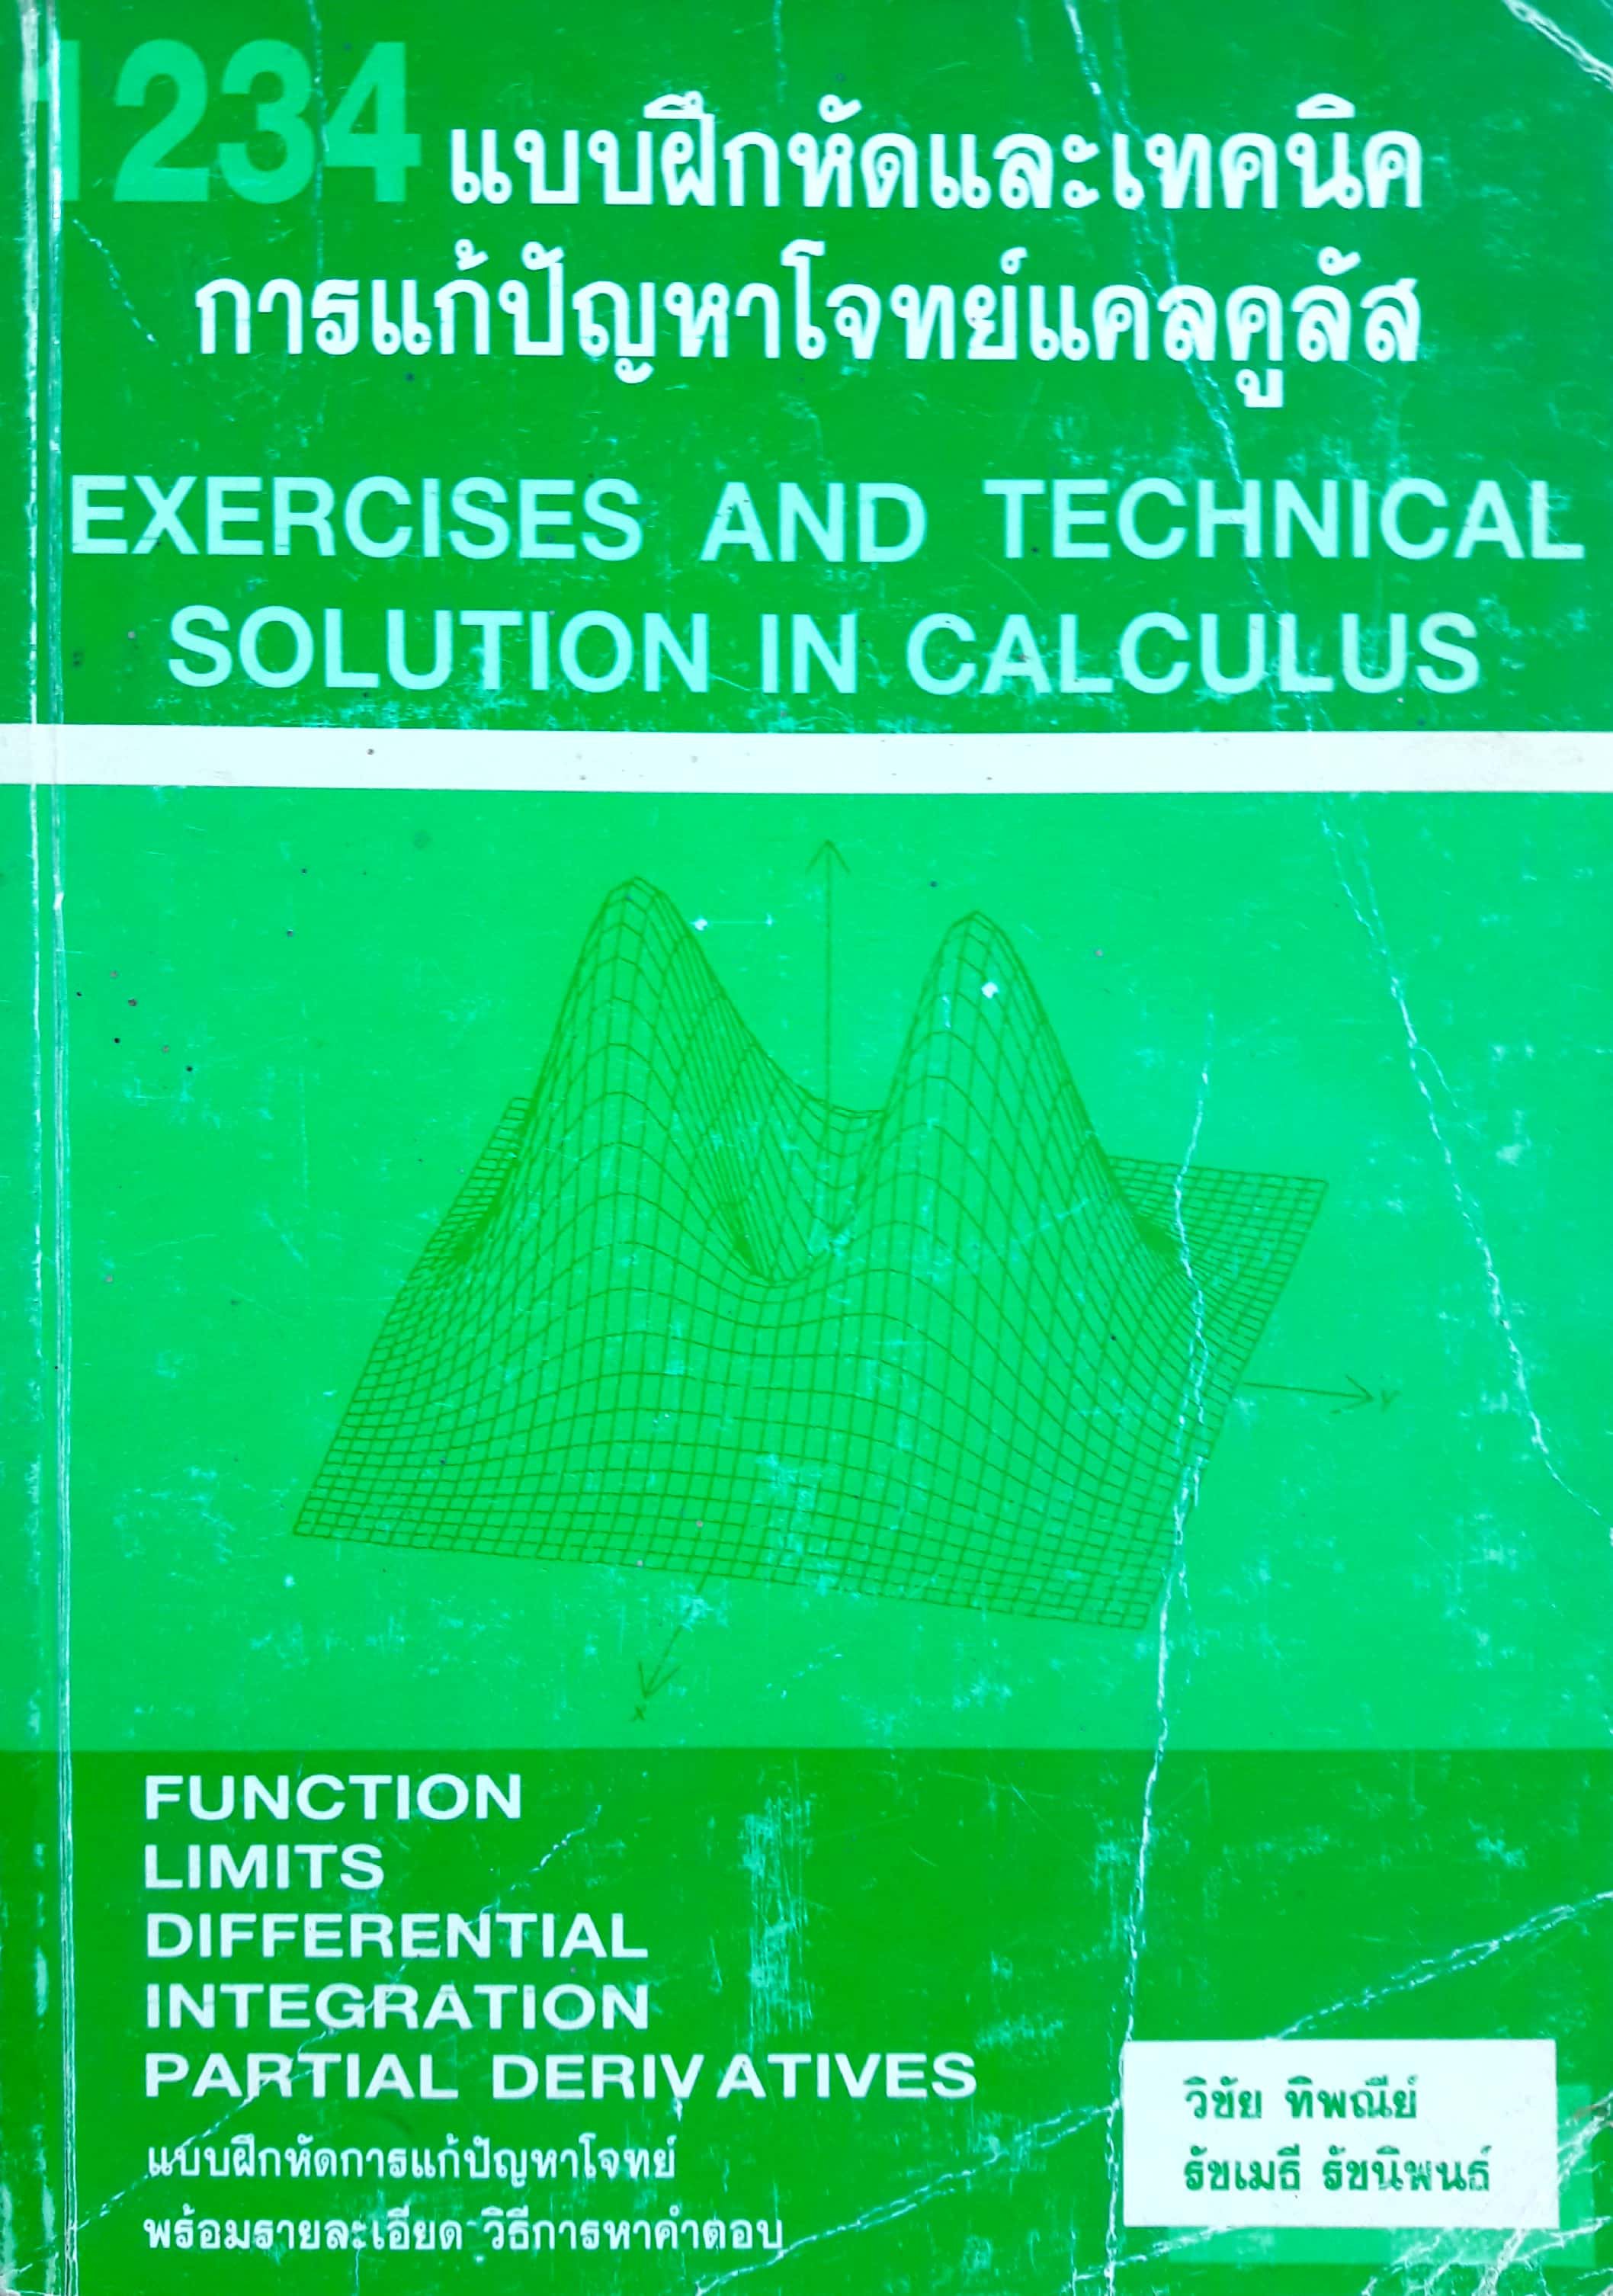 1234 แบบฝึกหัดและเทคนิค
การแก้ปัญหาโจทย์แคลคูลัส
EXERCISES AND TECHNICAL
SOLUTION IN CALCULUS
Y
X
FUNCTION
LIMITS
DIFFERENTIAL
INTEGRATION
PARTIAL DERIVATIVES
แบบฝึกหัดการแก้ปัญหาโจทย์
พร้อมรายละเอียด วิธีการหาคำตอบ
วิชัย ทิพณีย์
รัชเมธี รัชนิพนธ์